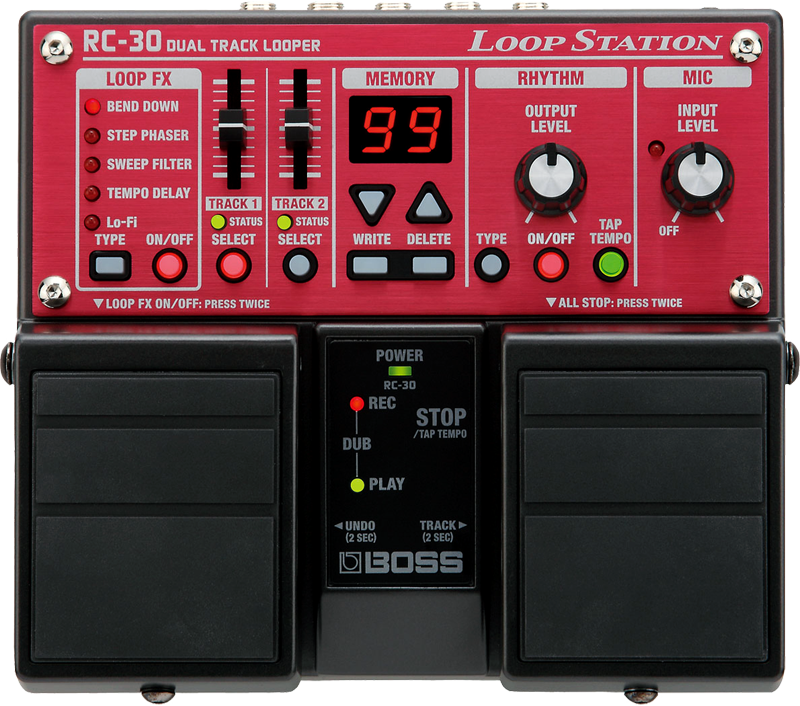 RC-30 DUAL TRACK LOOPER
LOOP STATION
LOOP FX
BEND DOWN
STEP PHASER
SWEEP FILTER
TEMPO DELAY
Lo-Fi
TYPE
ON/OFF
▼LOOP FX ON/OFF: PRESS TWICE
TRACK 1
STATUS
SELECT
TRACK 2
STATUS
SELECT
MEMORY
99
WRITE
DELETE
RHYTHM
OUTPUT
LEVEL
TYPE
ON/OFF
TAP
TEMPO
▼ALL STOP: PRESS TWICE
MIC
INPUT
LEVEL
OFF
POWER
RC-30
REC
DUB
PLAY
STOP
/TAP TEMPO
◄UNDO
(2 SEC)
TRACK►
(2 SEC)
BOSS